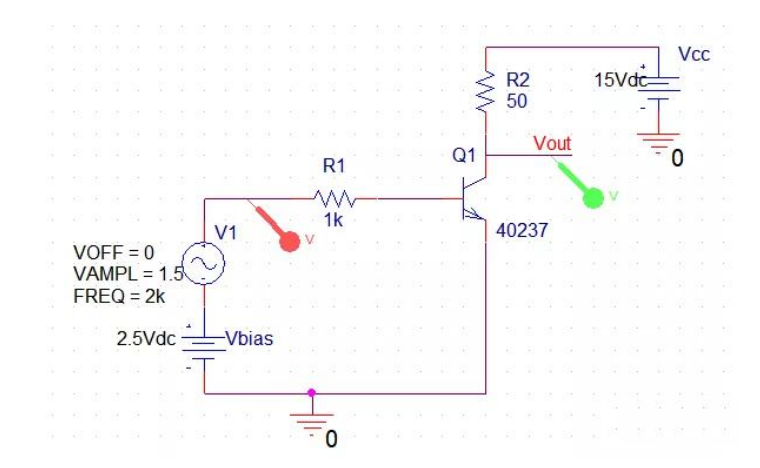 Vcc
R2
15Vdc
50
Vout
Q1
0
R1
V
1k
V1
V
40237
VOFF = 0
VAMPL = 1.5
FREQ = 2k
2.5Vdc
Vbias
0